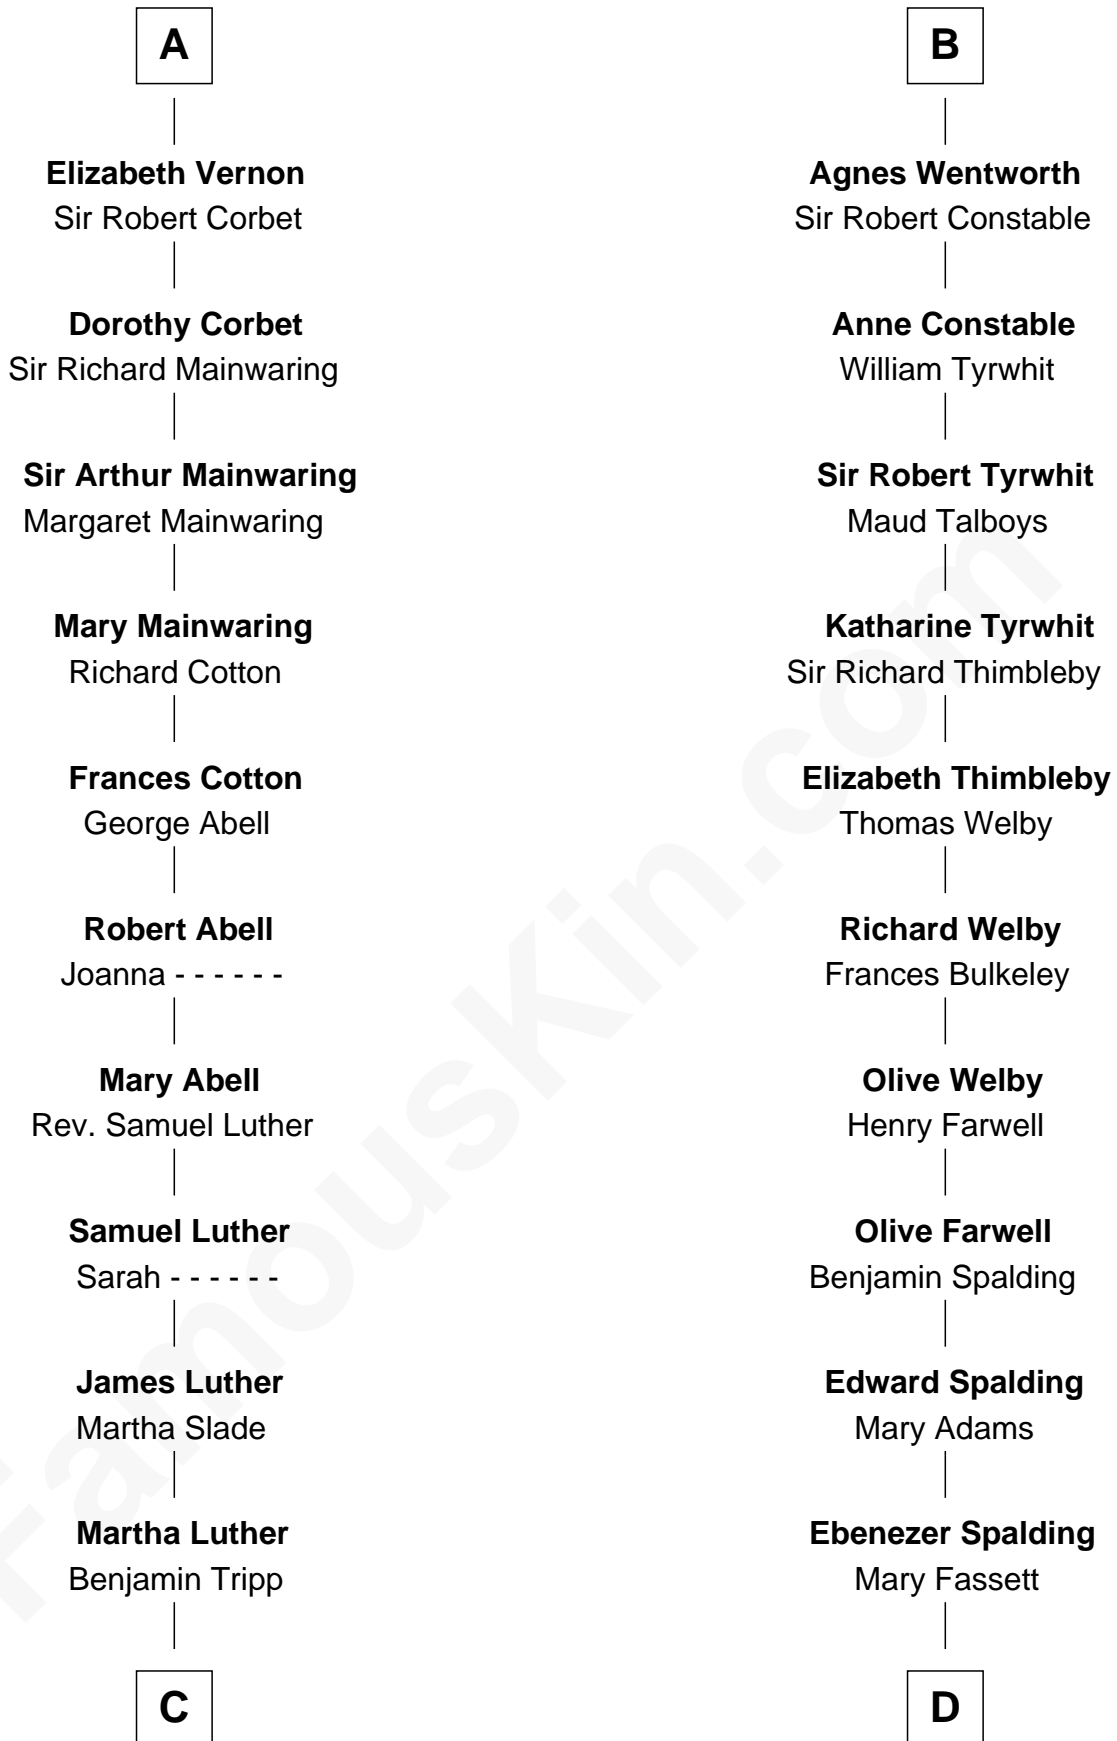 A
Elizabeth Vernon
Sir Robert Corbet
Dorothy Corbet
Sir Richard Mainwaring
Sir Arthur Mainwaring
Margaret Mainwaring
Mary Mainwaring
Richard Cotton
Frances Cotton
George Abell
Robert Abell
Joanna - - - - - -
Mary Abell
Rev. Samuel Luther
Samuel Luther
Sarah - - - - - -
James Luther
Martha Slade
Martha Luther
Benjamin Tripp
C
B
Agnes Wentworth
Sir Robert Constable
Anne Constable
William Tyrwhit
Sir Robert Tyrwhit
Maud Talboys
Katharine Tyrwhit
Sir Richard Thimbleby
Elizabeth Thimbleby
Thomas Welby
Richard Welby
Frances Bulkeley
Olive Welby
Henry Farwell
Olive Farwell
Benjamin Spalding
Edward Spalding
Mary Adams
Ebenezer Spalding
Mary Fassett
D
FamousKin.com